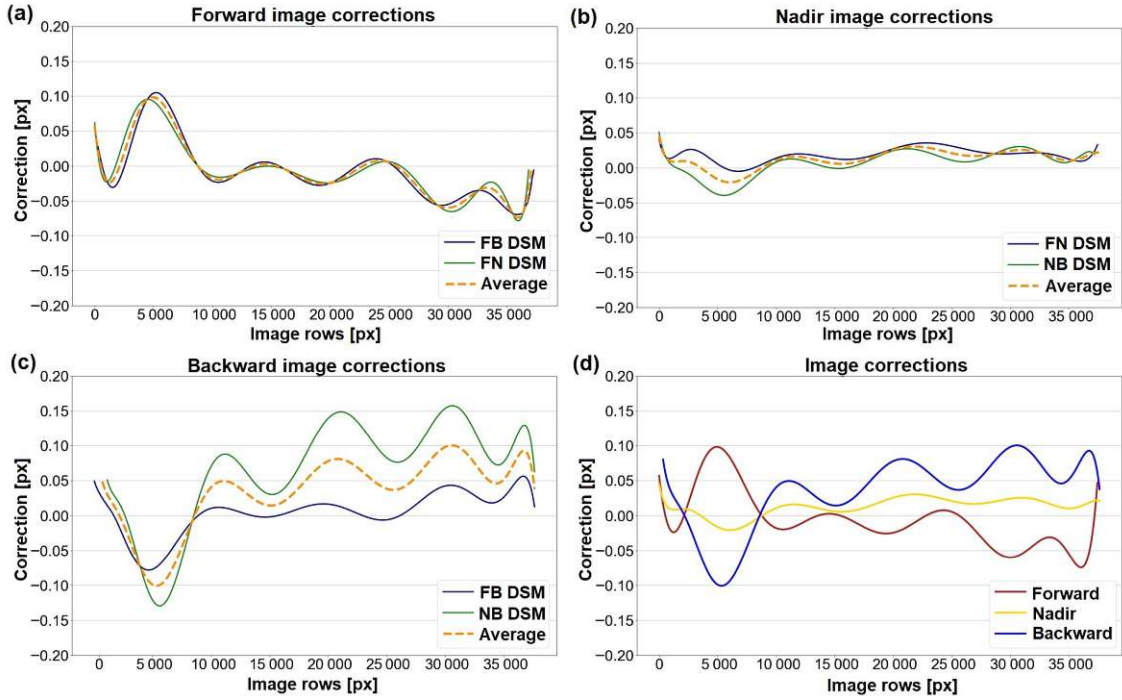 (a)
Forward image corrections
0.20
0.15
0.10
0.05
0.00
−0.05
−0.10
−0.15
−0.20
Correction [px]
FB DSM
FN DSM
Average
0 5 000 10 000 15 000 20 000 25 000 30 000 35 000
Image rows [px]
(b)
Nadir image corrections
0.20
0.15
0.10
0.05
0.00
−0.05
−0.10
−0.15
−0.20
Correction [px]
FN DSM
NB DSM
Average
0 5 000 10 000 15 000 20 000 25 000 30 000 35 000
Image rows [px]
(c)
Backward image corrections
0.20
0.15
0.10
0.05
0.00
−0.05
−0.10
−0.15
−0.20
Correction [px]
FB DSM
NB DSM
Average
0 5 000 10 000 15 000 20 000 25 000 30 000 35 000
Image rows [px]
(d)
Image corrections
0.20
0.15
0.10
0.05
0.00
−0.05
−0.10
−0.15
−0.20
Correction [px]
Forward
Nadir
Backward
0 5 000 10 000 15 000 20 000 25 000 30 000 35 000
Image rows [px]